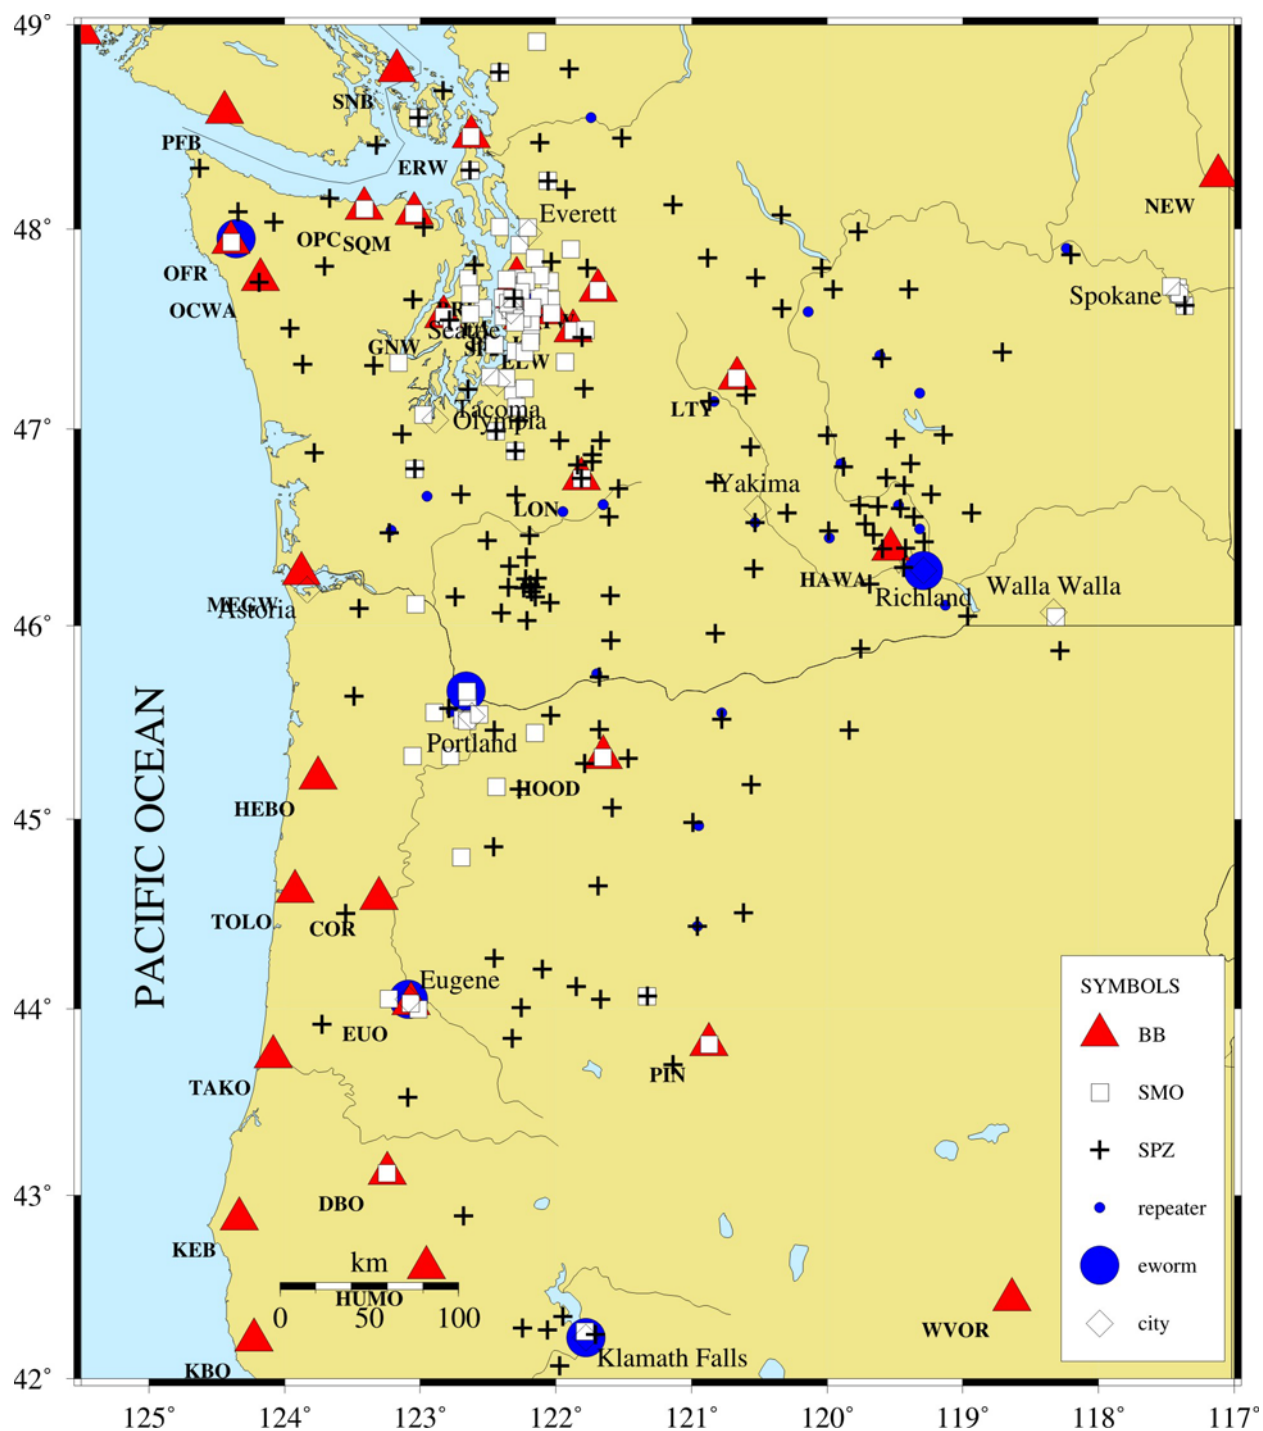 49°
SNB
PFB
ERW
NEW
Everett
48°
OPC
SQM
OFR
OCWA
Spokane
Seattle
GNW
ELW
LTY
Tacoma
Olympia
47°
Yakima
LON
HAWA
Walla Walla
Richland
MEGW
Astoria
46°
PACIFIC OCEAN
Portland
HOOD
HEBO
45°
TOLO
COR
Eugene
SYMBOLS
44°
EUO
BB
PIN
TAKO
SMO
SPZ
43°
DBO
repeater
KEB
km
eworm
HUMO
0 50 100
city
WVOR
Klamath Falls
KBO
42°
125° 124° 123° 122° 121° 120° 119° 118° 117°